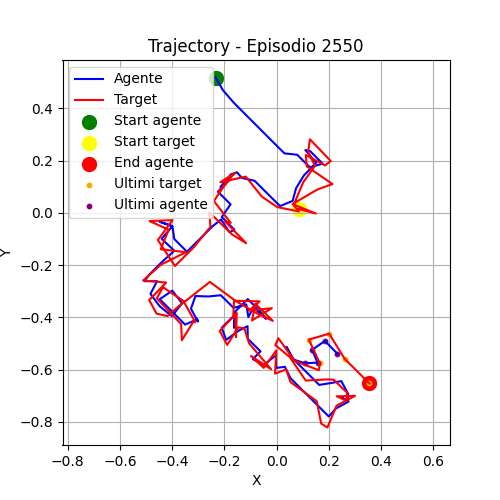 Trajectory - Episodio 2550
Agente
Target
Start agente
Start target
End agente
Ultimi target
Ultimi agente
0.4
0.2
0.0
−0.2
−0.4
−0.6
−0.8
Y
−0.8 −0.6 −0.4 −0.2 0.0 0.2 0.4 0.6
X